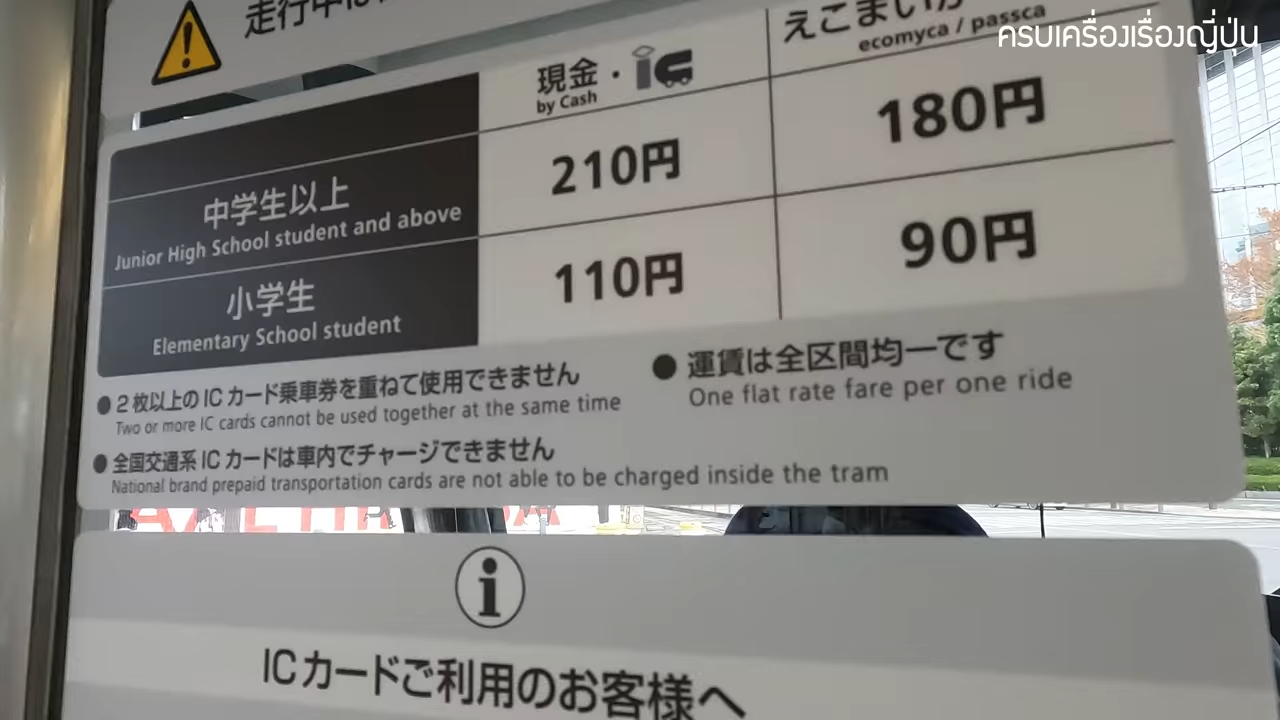 走行中は
ครบเครื่องเรื่องญี่ปุ่น
現金・IC
by Cash
えこまいか
ecomyca / passca
中学生以上
Junior High School student and above
210円
180円
小学生
Elementary School student
110円
90円
●2枚以上のICカード乗車券を重ねて使用できません
Two or more IC cards cannot be used together at the same time
●運賃は全区間均一です
One flat rate fare per one ride
●全国交通系ICカードは車内でチャージできません
National brand prepaid transportation cards are not able to be charged inside the tram
i
ICカードご利用のお客様へ